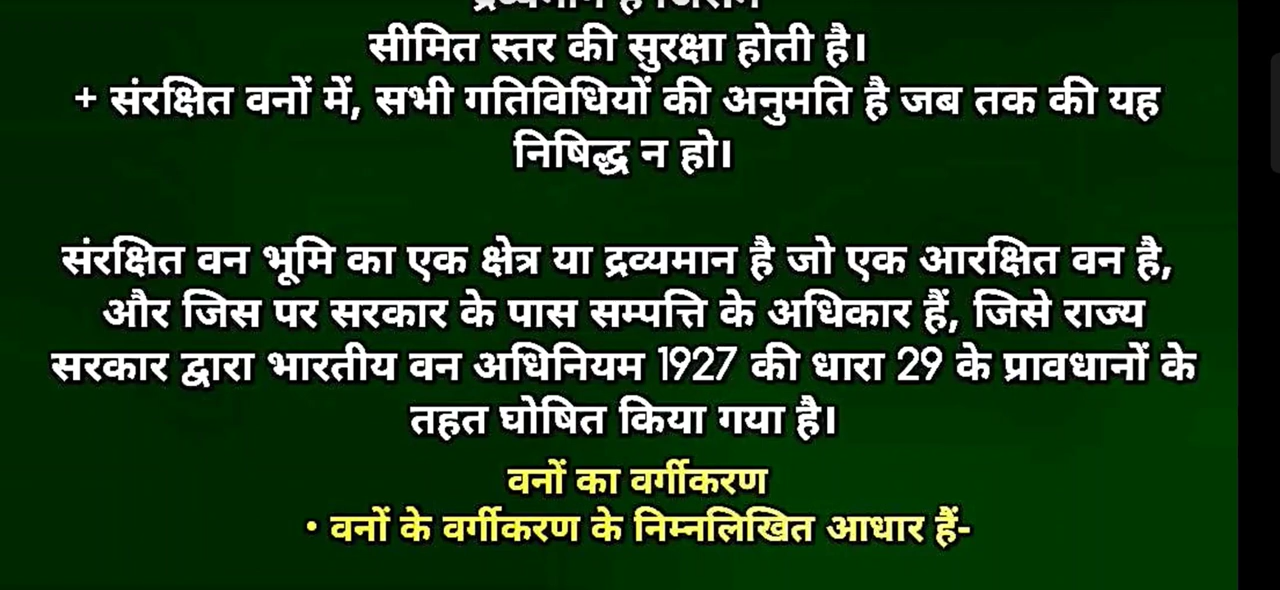 सीमित स्तर की सुरक्षा होती है।
+ संरक्षित वनों में, सभी गतिविधियों की अनुमति है जब तक की यह
निषिद्ध न हो।
संरक्षित वन भूमि का एक क्षेत्र या द्रव्यमान है जो एक आरक्षित वन है,
और जिस पर सरकार के पास सम्पत्ति के अधिकार हैं, जिसे राज्य
सरकार द्वारा भारतीय वन अधिनियम 1927 की धारा 29 के प्रावधानों के
तहत घोषित किया गया है।
वनों का वर्गीकरण
• वनों के वर्गीकरण के निम्नलिखित आधार हैं-